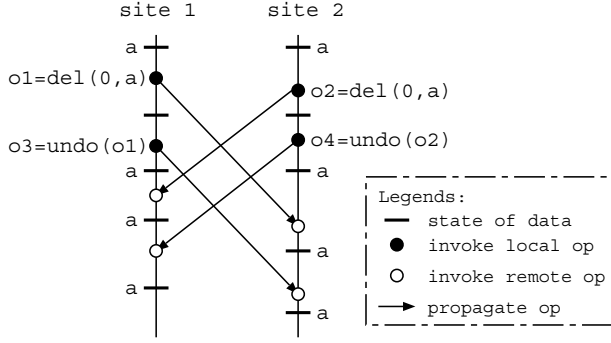 site 1 site 2
a a
o1=del(0,a) o2=del(0,a)
o3=undo(o1) o4=undo(o2)
a a
a
a
a
a
Legends:
state of data
invoke local op
invoke remote op
propagate op